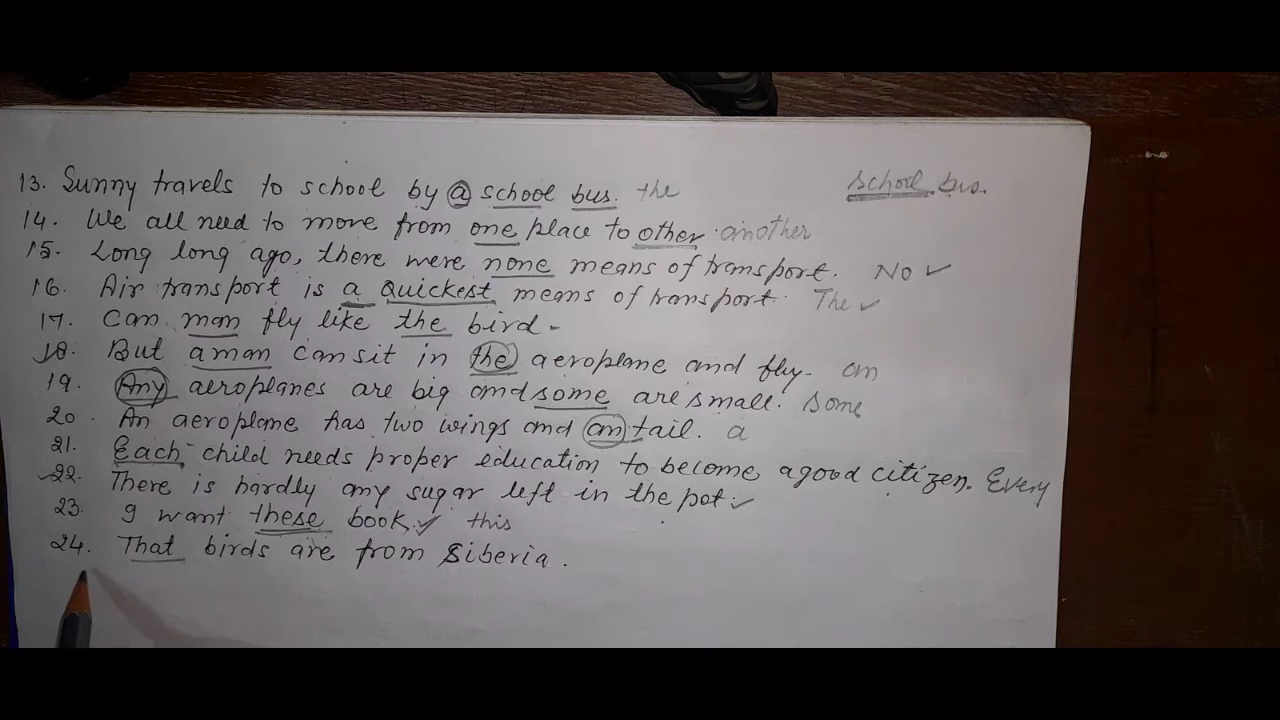 13. Sunny travels to school by a school bus. the school bus.
14. We all need to move from one place to other. another
15. Long long ago, there were none means of transport. No ✓
16. Air transport is a quickest means of transport. The ✓
17. Can man fly like the bird.
18. But a man can sit in the aeroplane and fly. an
19. Any aeroplanes are big and some are small. Some
20. An aeroplane has two wings and an tail. a
21. Each child needs proper education to become a good citizen. Every
22. There is hardly any sugar left in the pot. ✓
23. I want these book. ✓ this
24. That birds are from Siberia.